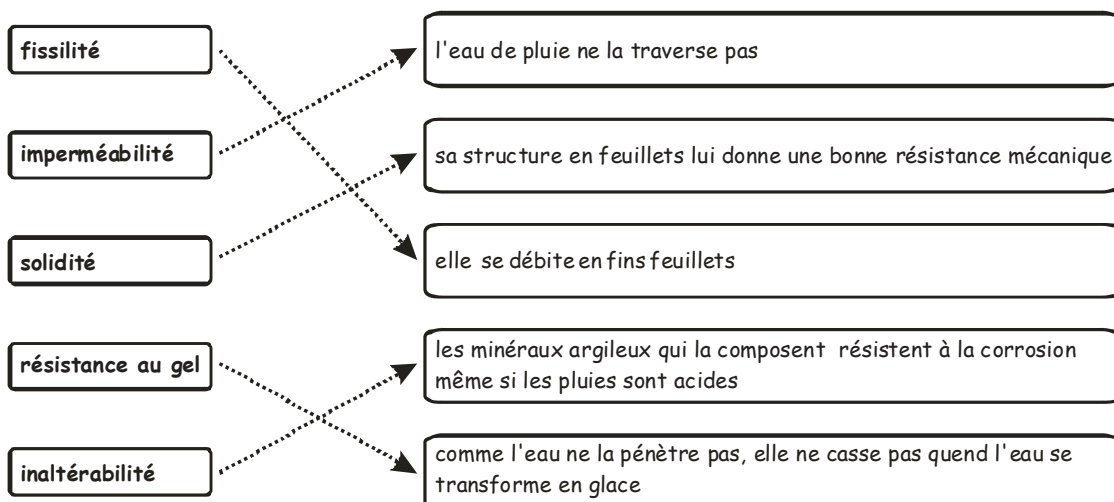 fissilité
l'eau de pluie ne la traverse pas
imperméabilité
sa structure en feuillets lui donne une bonne résistance mécanique
solidité
elle se débite en fins feuillets
résistance au gel
les minéraux argileux qui la composent résistent à la corrosion
même si les pluies sont acides
inaltérabilité
comme l'eau ne la pénètre pas, elle ne casse pas quend l'eau se
transforme en glace